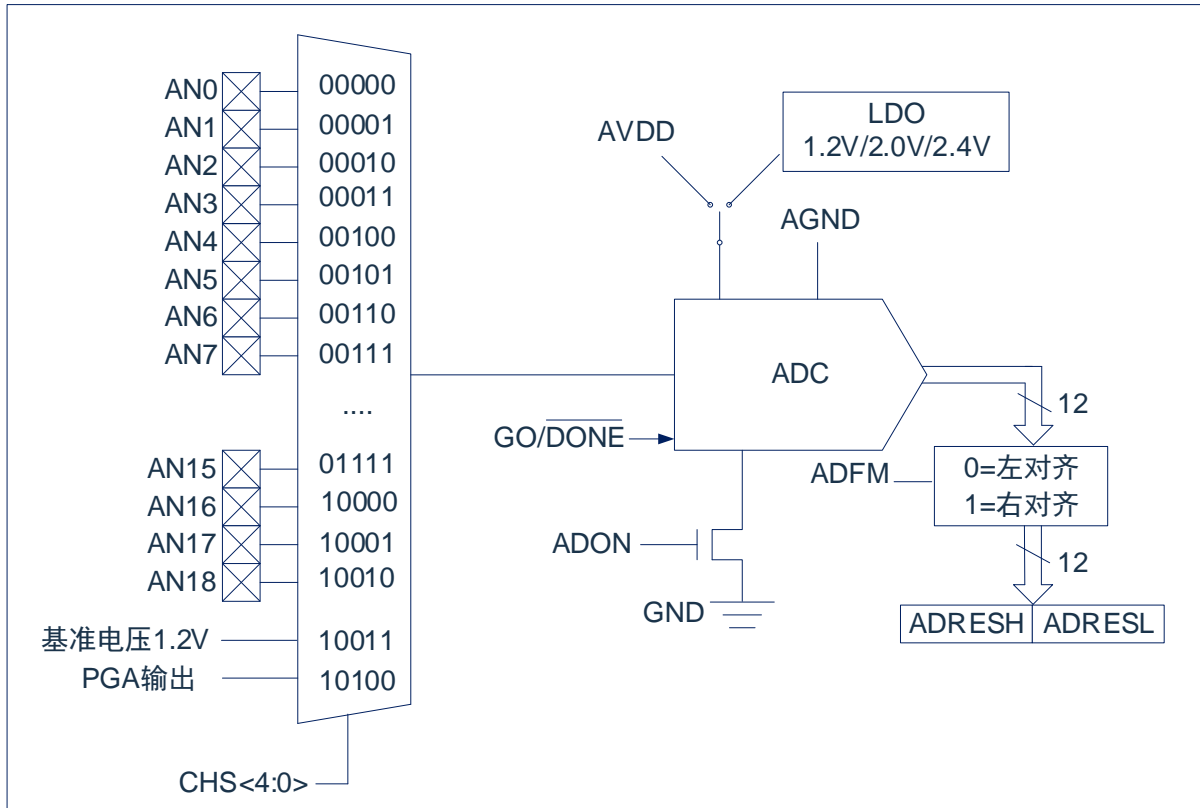 AN0
00000
AN1
00001
AN2
00010
AN3
00011
AN4
00100
AN5
00101
AN6
00110
AN7
00111
....
AN15
01111
AN16
10000
AN17
10001
AN18
10010
基准电压1.2V
10011
PGA输出
10100
CHS<4:0>
AVDD
LDO
1.2V/2.0V/2.4V
AGND
ADC
GO/DONE
12
ADFM
0=左对齐
1=右对齐
ADON
12
GND
ADRESH
ADRESL